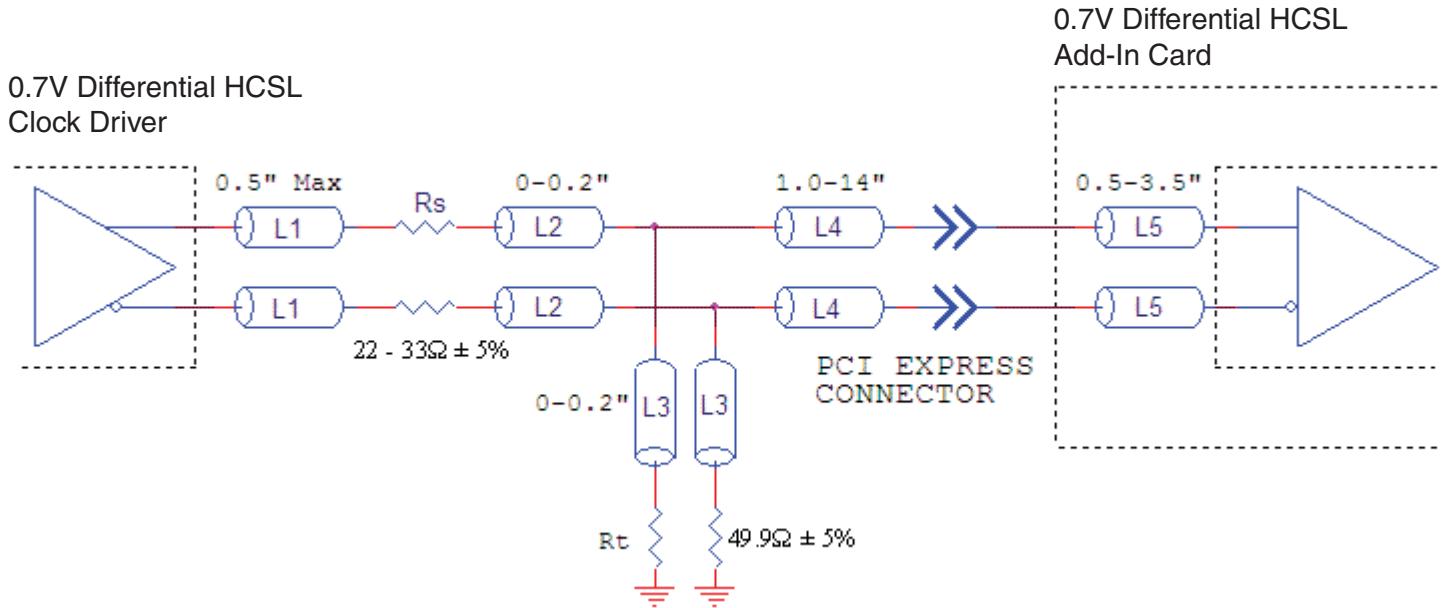 0.7V Differential HCSL
Add-In Card
0.7V Differential HCSL
Clock Driver
0.5" Max
Rs
0-0.2"
1.0-14"
0.5-3.5"
L1
L2
L4
L5
L1
L2
L4
L5
22 - 33Ω ± 5%
PCI EXPRESS
CONNECTOR
0-0.2"
L3
L3
Rt
49.9Ω ± 5%